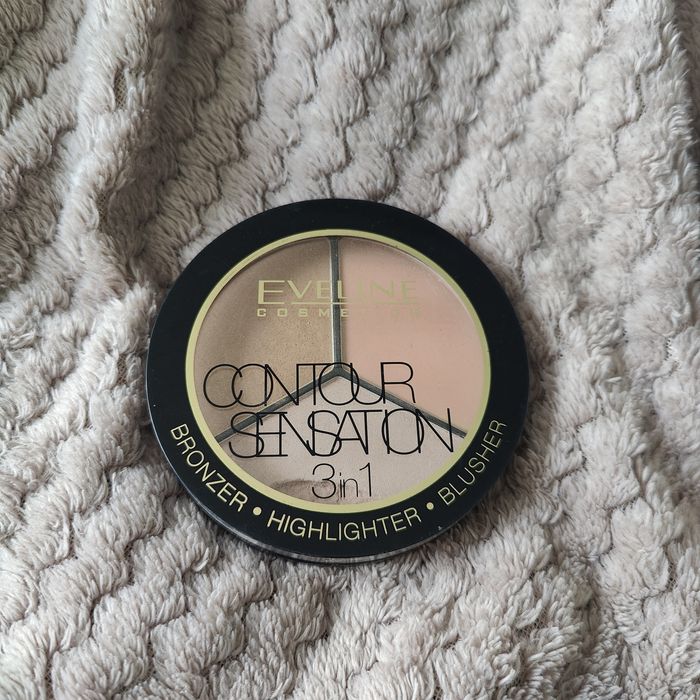 EVELINE
COSMETICS
CONTOUR
SENSATION
3in1
BRONZER • HIGHLIGHTER • BLUSHER